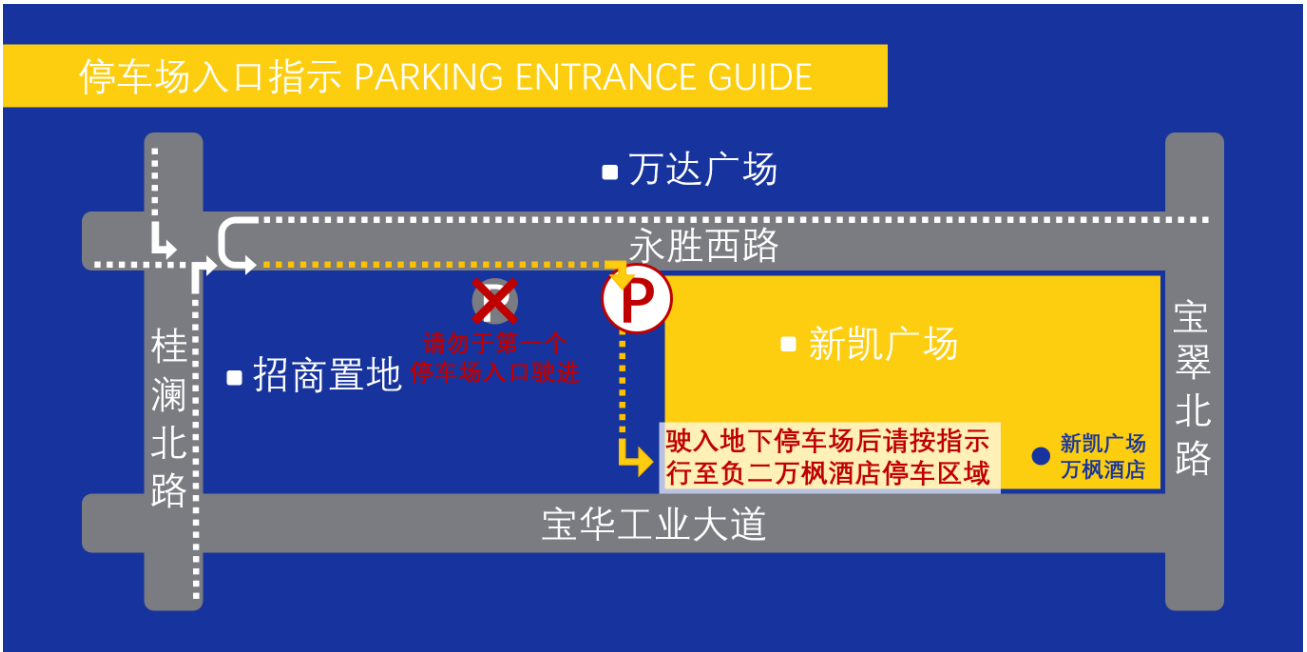 停车场入口指示 PARKING ENTRANCE GUIDE
万达广场
永胜西路
P
P
请勿于第一个
停车场入口驶进
招商置地
新凯广场
桂澜北路
宝翠北路
驶入地下停车场后请按指示
行至负二万枫酒店停车区域
新凯广场
万枫酒店
宝华工业大道